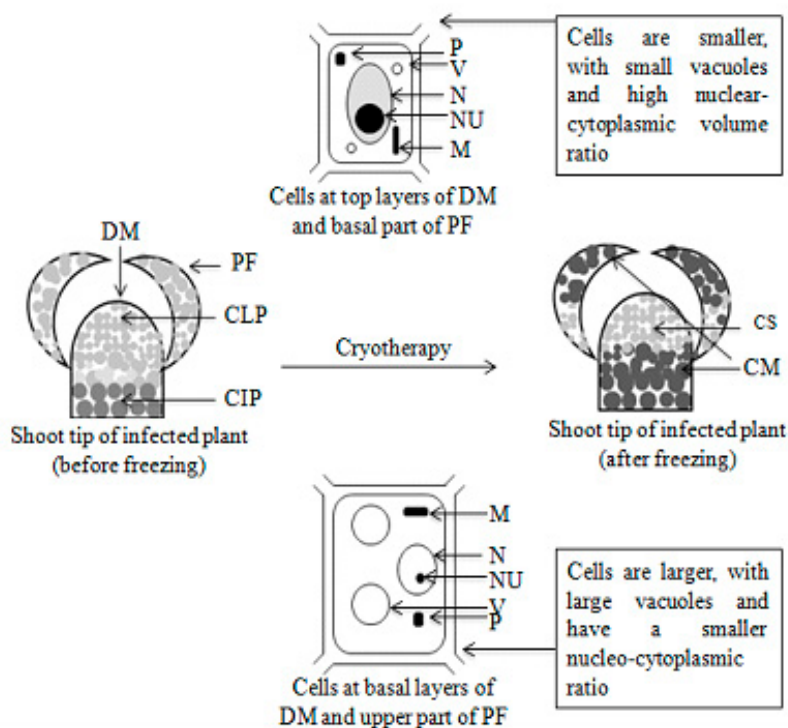 P
V
N
NU
M
Cells are smaller,
with small vacuoles
and high nuclear-
cytoplasmic volume
ratio
Cells at top layers of DM
and basal part of PF
DM
PF
CLP
CIP
Shoot tip of infected plant
(before freezing)
Cryotherapy
CS
CM
Shoot tip of infected plant
(after freezing)
M
N
NU
V
P
Cells are larger, with
large vacuoles and
have a smaller
nucleo-cytoplasmic
ratio
Cells at basal layers of
DM and upper part of PF